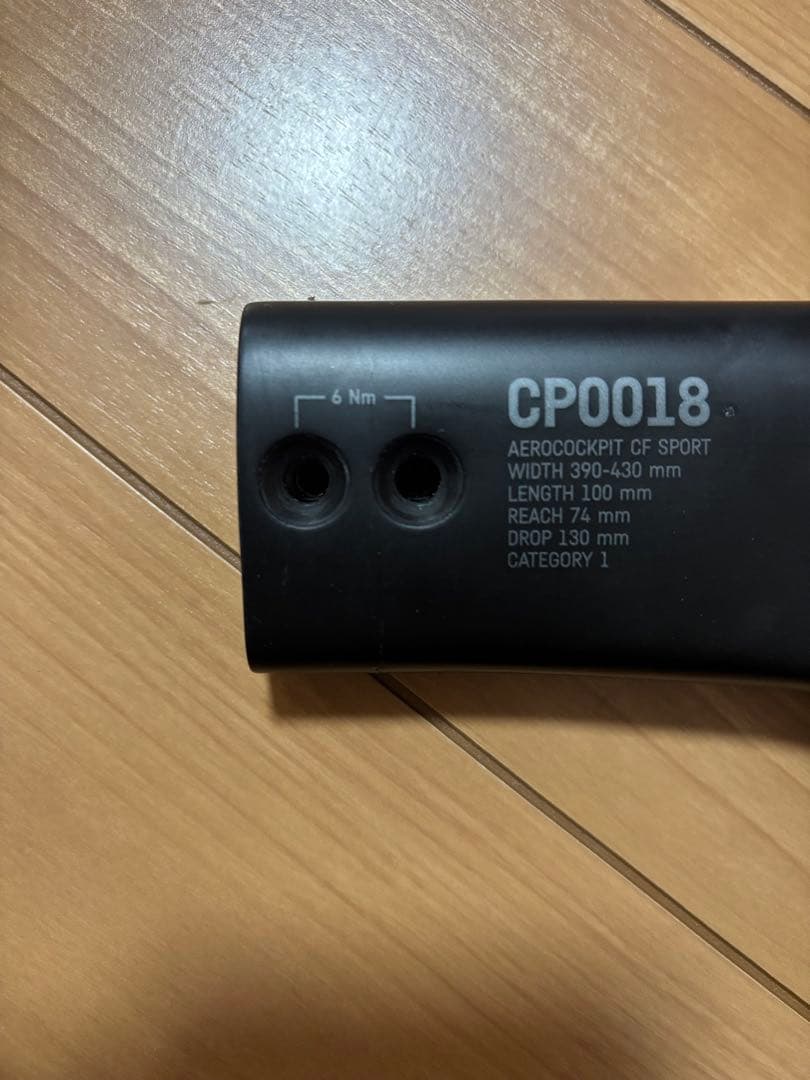 6 Nm
CP0018
AEROCOCKPIT CF SPORT
WIDTH 390-430 mm
LENGTH 100 mm
REACH 74 mm
DROP 130 mm
CATEGORY 1